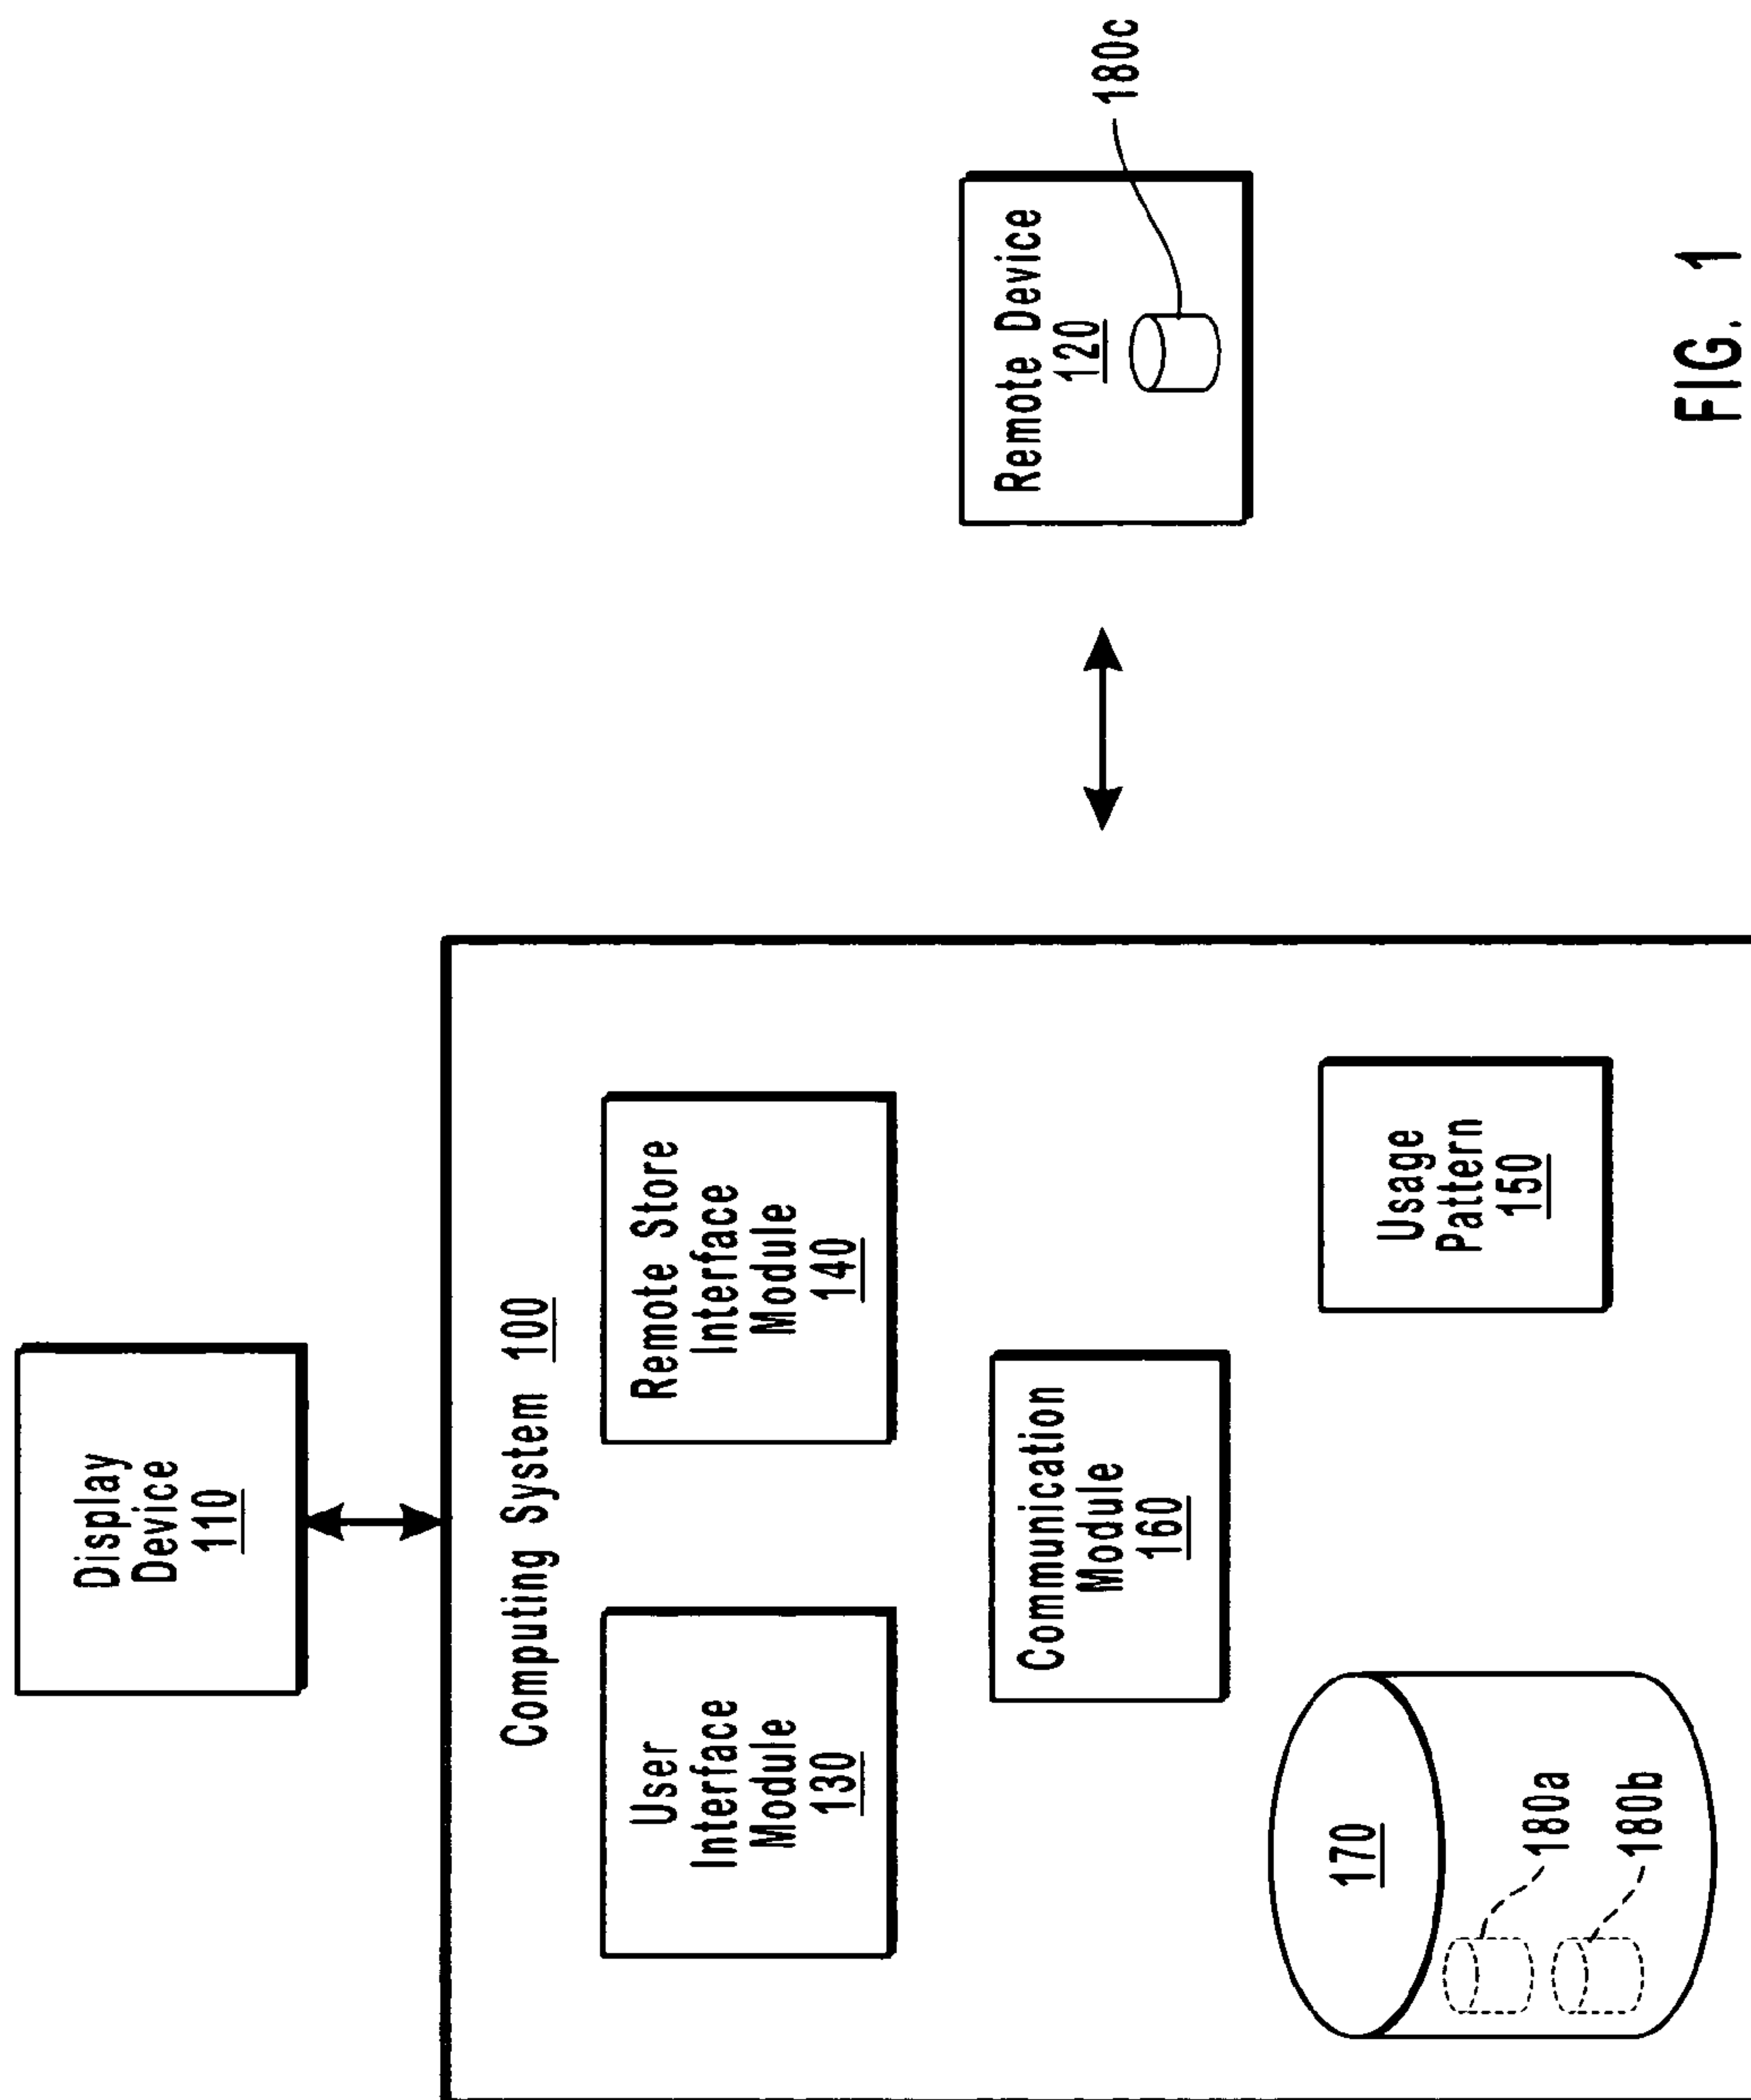 Display
Device
110
Computing System 100
User
Interface
Module
130
Remote Store
Interface
Module
140
Communication
Module
160
Usage
Pattern
150
170
180a
180b
Remote Device
120
180c
FIG. 1